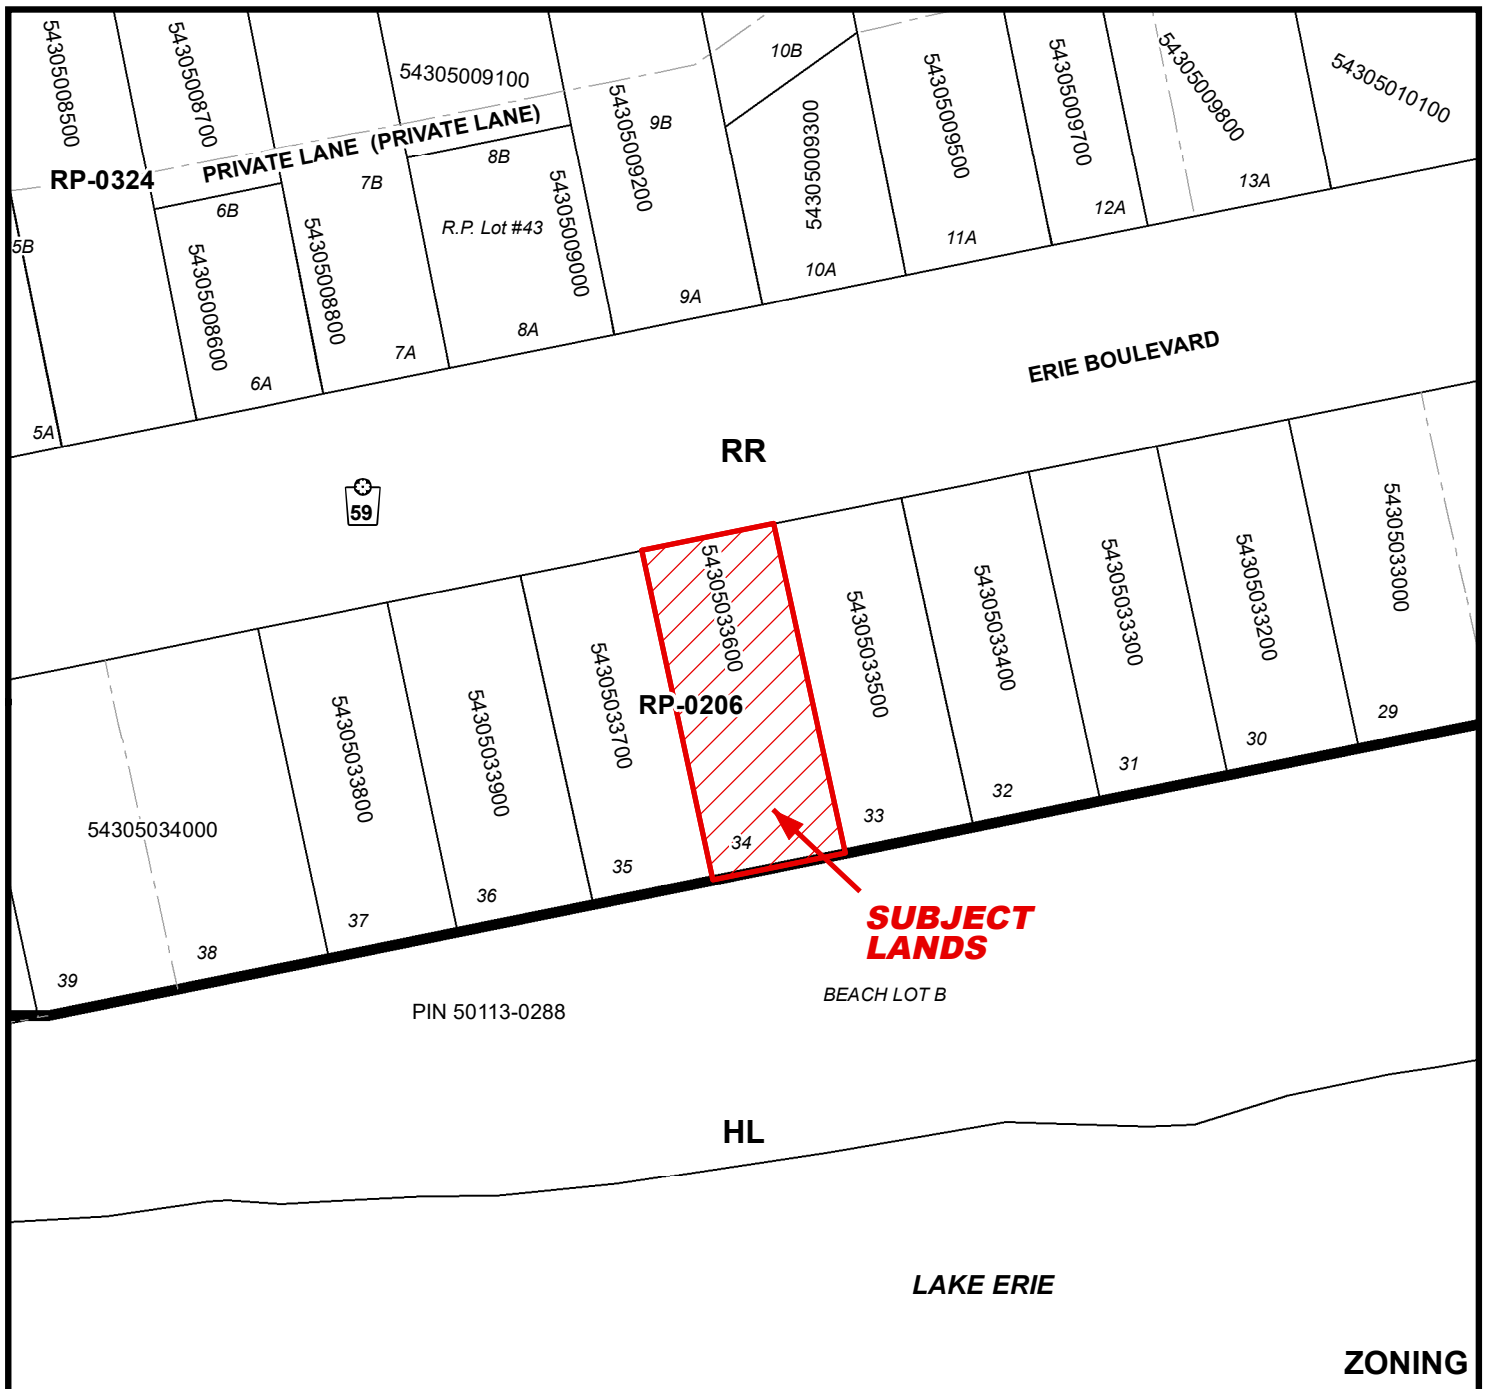 54305008500
54305008700
54305009100
10B
54305009500
54305009700
54305009800
54305010100
PRIVATE LANE (PRIVATE LANE)
54305009200
9B
54305009300
RP-0324
8B
7B
6B
5B
R.P. Lot #43
54305009000
13A
12A
11A
10A
9A
54305008600
54305008800
8A
7A
6A
5A
ERIE BOULEVARD
RR
59
54305033600
54305033000
54305033200
54305033300
54305033400
54305033500
54305033700
RP-0206
54305033900
54305033800
54305034000
29
30
31
32
33
34
35
36
37
38
39
SUBJECT
LANDS
BEACH LOT B
PIN 50113-0288
HL
LAKE ERIE
ZONING